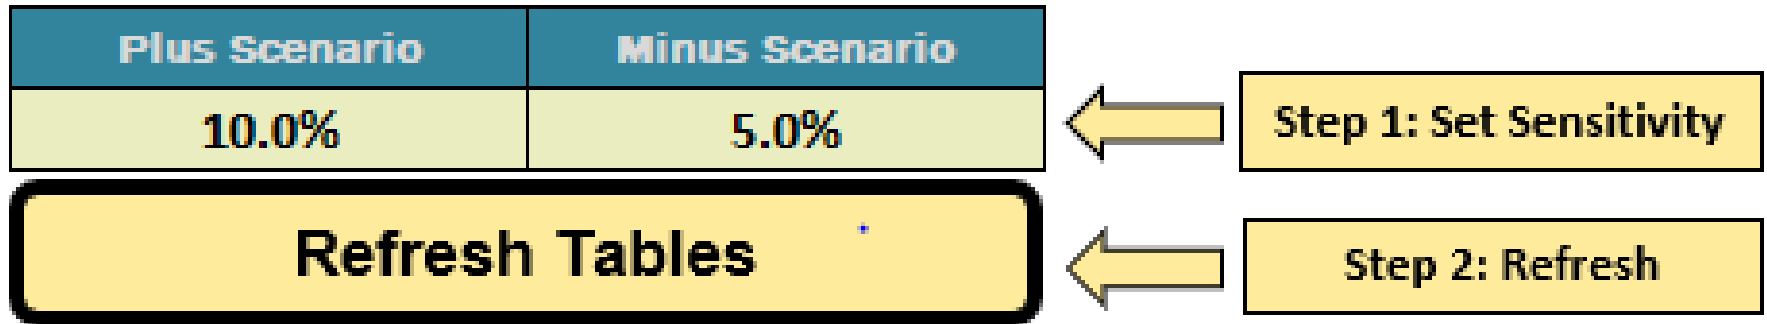 Plus Scenario Minus Scenario
10.0% 5.0%
Step 1: Set Sensitivity
Refresh Tables
Step 2: Refresh